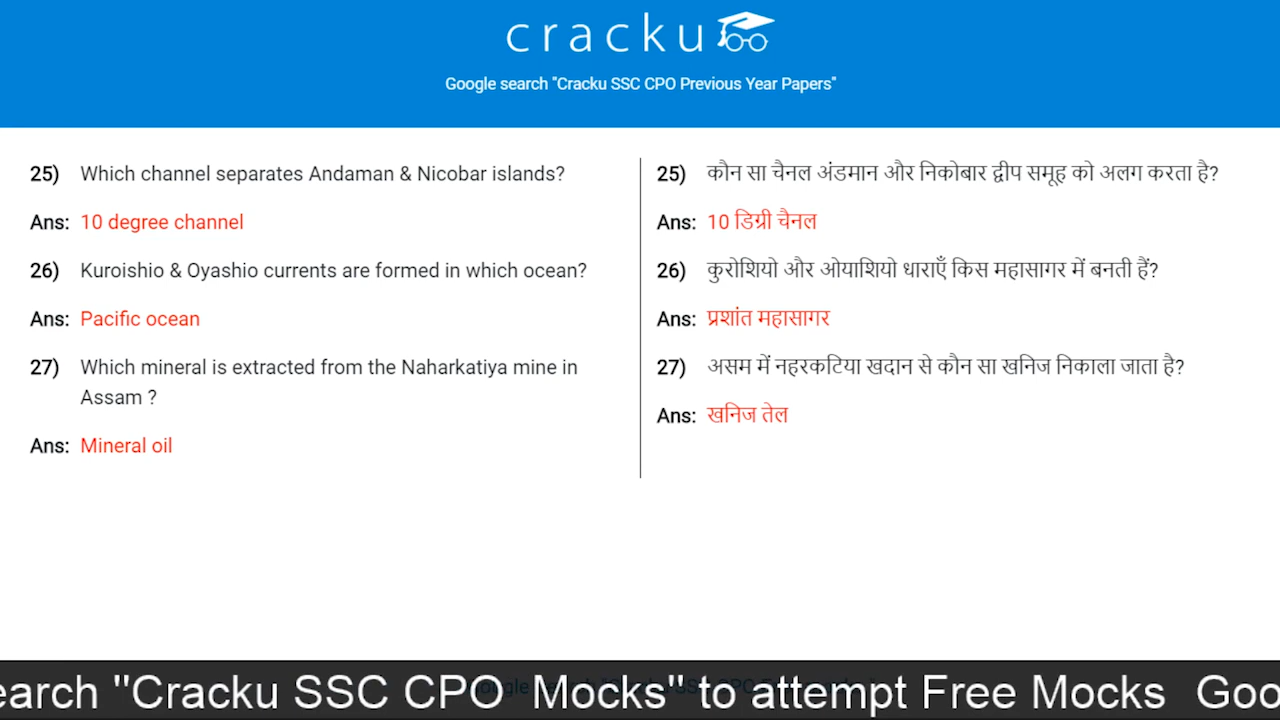 cracku
Google search "Cracku SSC CPO Previous Year Papers"
25) Which channel separates Andaman & Nicobar islands?
Ans: 10 degree channel
26) Kuroishio & Oyashio currents are formed in which ocean?
Ans: Pacific ocean
27) Which mineral is extracted from the Naharkatiya mine in
Assam ?
Ans: Mineral oil
25) कौन सा चैनल अंडमान और निकोबार द्वीप समूह को अलग करता है?
Ans: 10 डिग्री चैनल
26) कुरोशियो और ओयाशियो धाराएँ किस महासागर में बनती हैं?
Ans: प्रशांत महासागर
27) असम में नहरकटिया खदान से कौन सा खनिज निकाला जाता है?
Ans: खनिज तेल
earch "Cracku SSC CPO Mocks" to attempt Free Mocks Goo